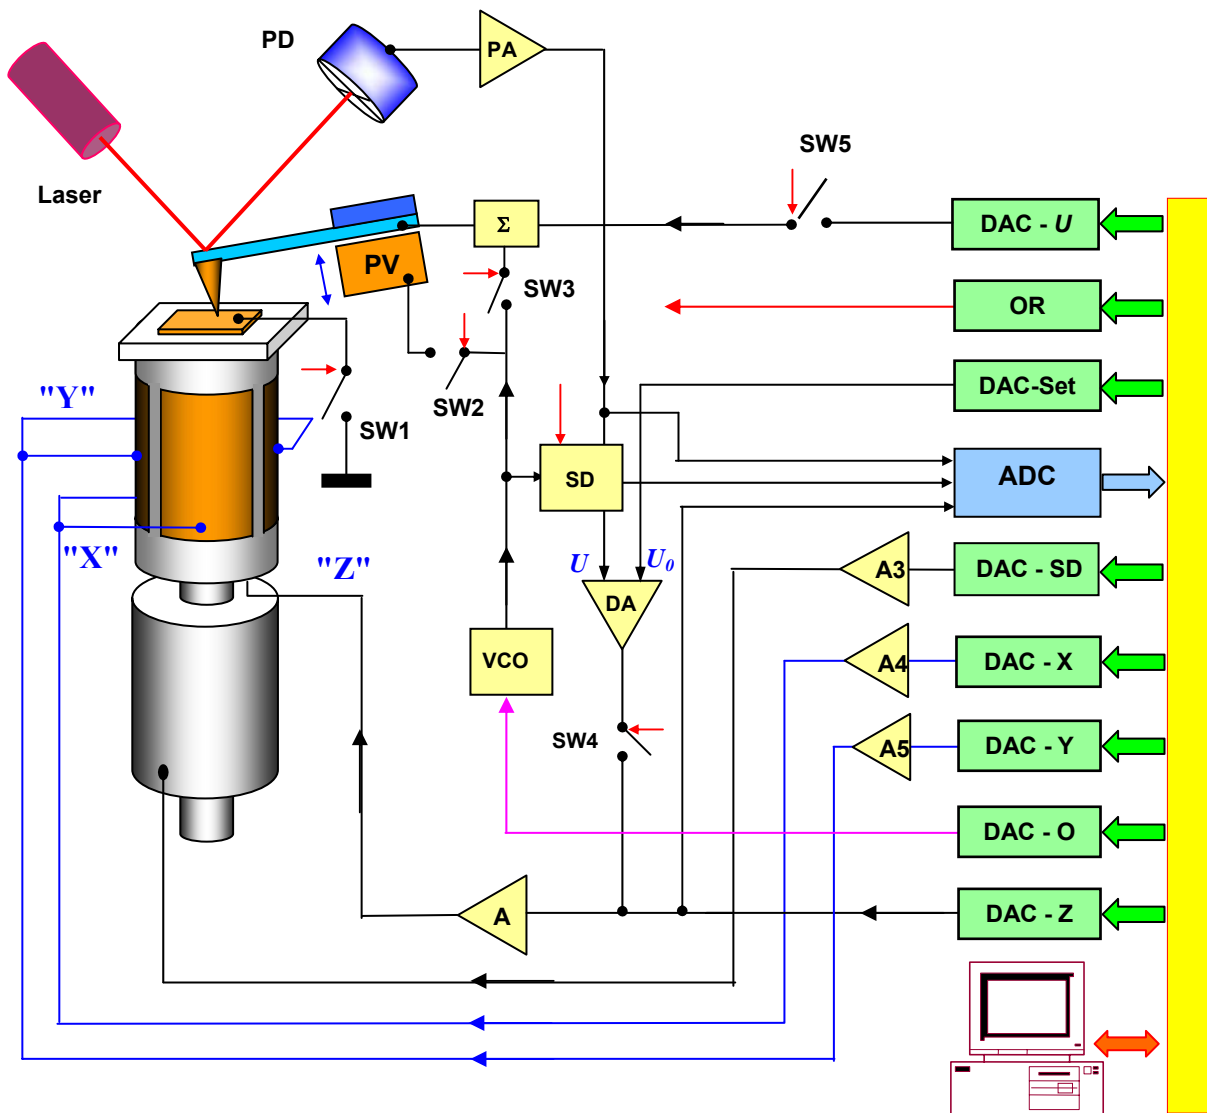 PD
PA
SW5
Laser
Σ
DAC - U
PV
SW3
OR
"Y"
SW2
DAC-Set
SW1
SD
ADC
"X"
"Z"
U
U₀
A3
DAC - SD
DA
VCO
A4
DAC - X
SW4
A5
DAC - Y
DAC - O
A
DAC - Z